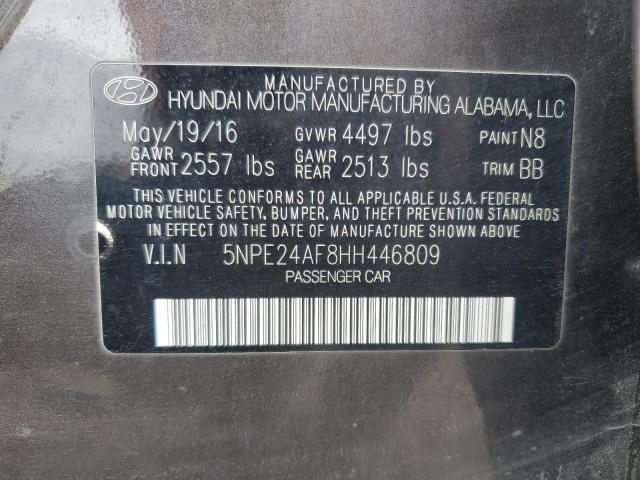 MANUFACTURED BY
HYUNDAI MOTOR MANUFACTURING ALABAMA, LLC
May/19/16 GVWR 4497 lbs PAINT N8
GAWR FRONT 2557 lbs GAWR REAR 2513 lbs TRIM BB
THIS VEHICLE CONFORMS TO ALL APPLICABLE U.S.A. FEDERAL
MOTOR VEHICLE SAFETY, BUMPER, AND THEFT PREVENTION STANDARDS
IN EFFECT ON THE DATE OF MANUFACTURE SHOWN ABOVE.
V.I.N 5NPE24AF8HH446809
PASSENGER CAR